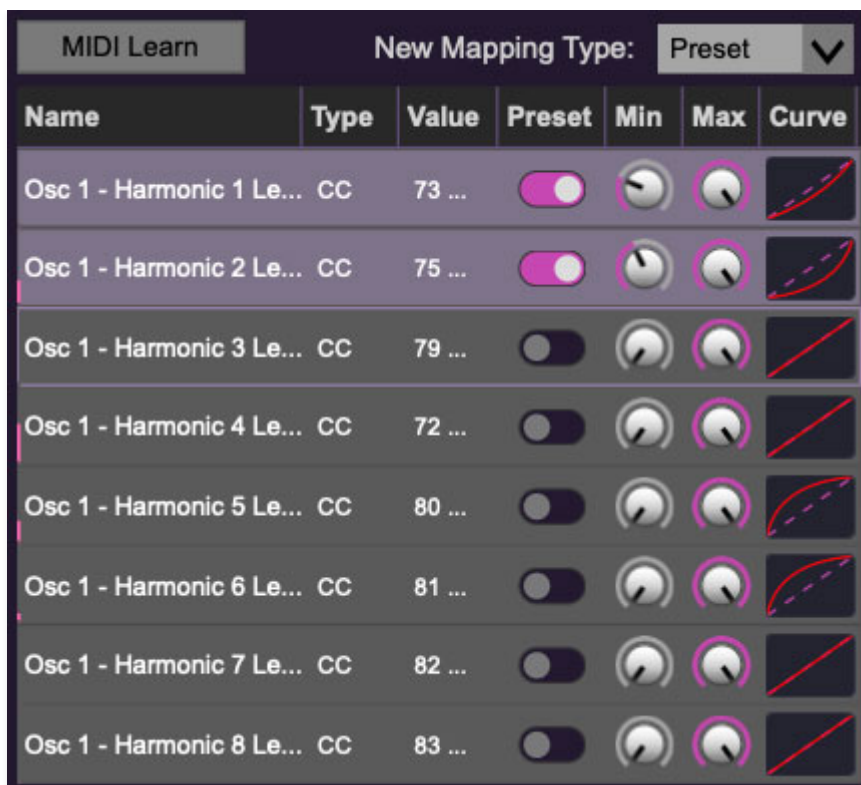 MIDI Learn New Mapping Type: Preset
Name Type Value Preset Min Max Curve
Osc 1 - Harmonic 1 Le... CC 73 ...
Osc 1 - Harmonic 2 Le... CC 75 ...
Osc 1 - Harmonic 3 Le... CC 79 ...
Osc 1 - Harmonic 4 Le... CC 72 ...
Osc 1 - Harmonic 5 Le... CC 80 ...
Osc 1 - Harmonic 6 Le... CC 81 ...
Osc 1 - Harmonic 7 Le... CC 82 ...
Osc 1 - Harmonic 8 Le... CC 83 ...